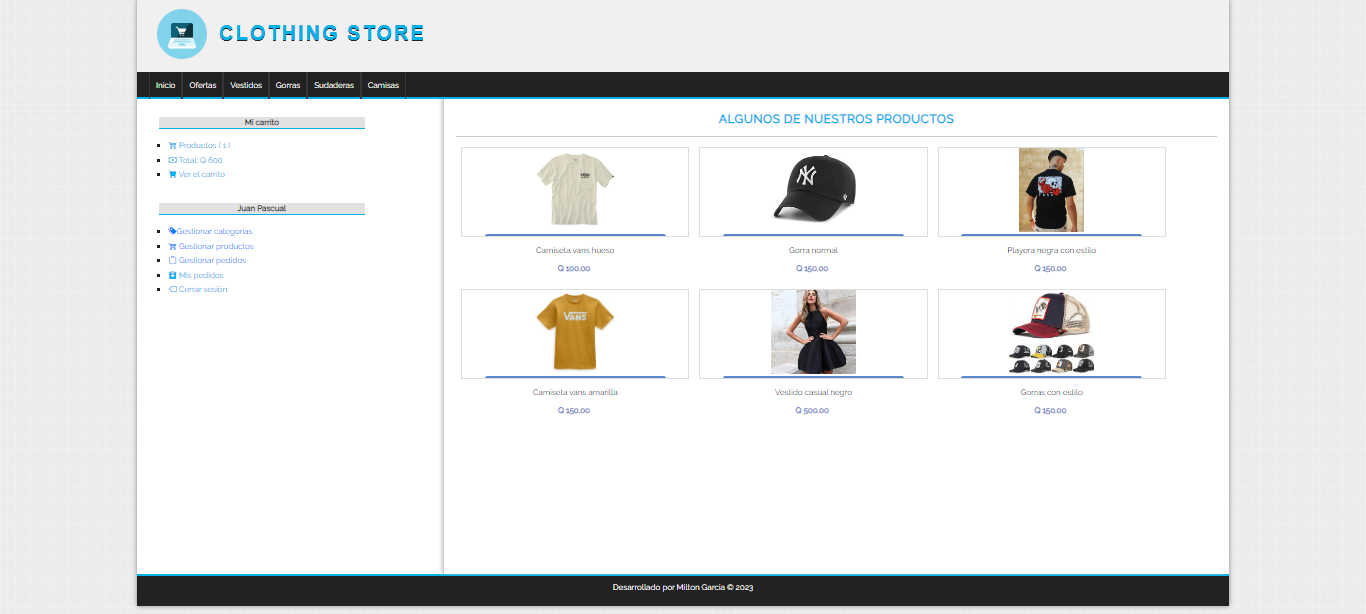 CLOTHING STORE
Inicio
Ofertas
Vestidos
Gorras
Sudaderas
Camisas
Mi carrito
Productos ( 1 )
Total: Q 600
Ver el carrito
Juan Pascual
Gestionar categorias
Gestionar productos
Gestionar pedidos
Mis pedidos
Cerrar sesión
ALGUNOS DE NUESTROS PRODUCTOS
Camiseta vans hueso
Q 100.00
NY
Gorra normal
Q 150.00
Playera negra con estilo
Q 150.00
VANS
Camiseta vans amarilla
Q 150.00
Vestido casual negro
Q 500.00
Gorras con estilo
Q 150.00
Desarrollado por Milton Garcia © 2023